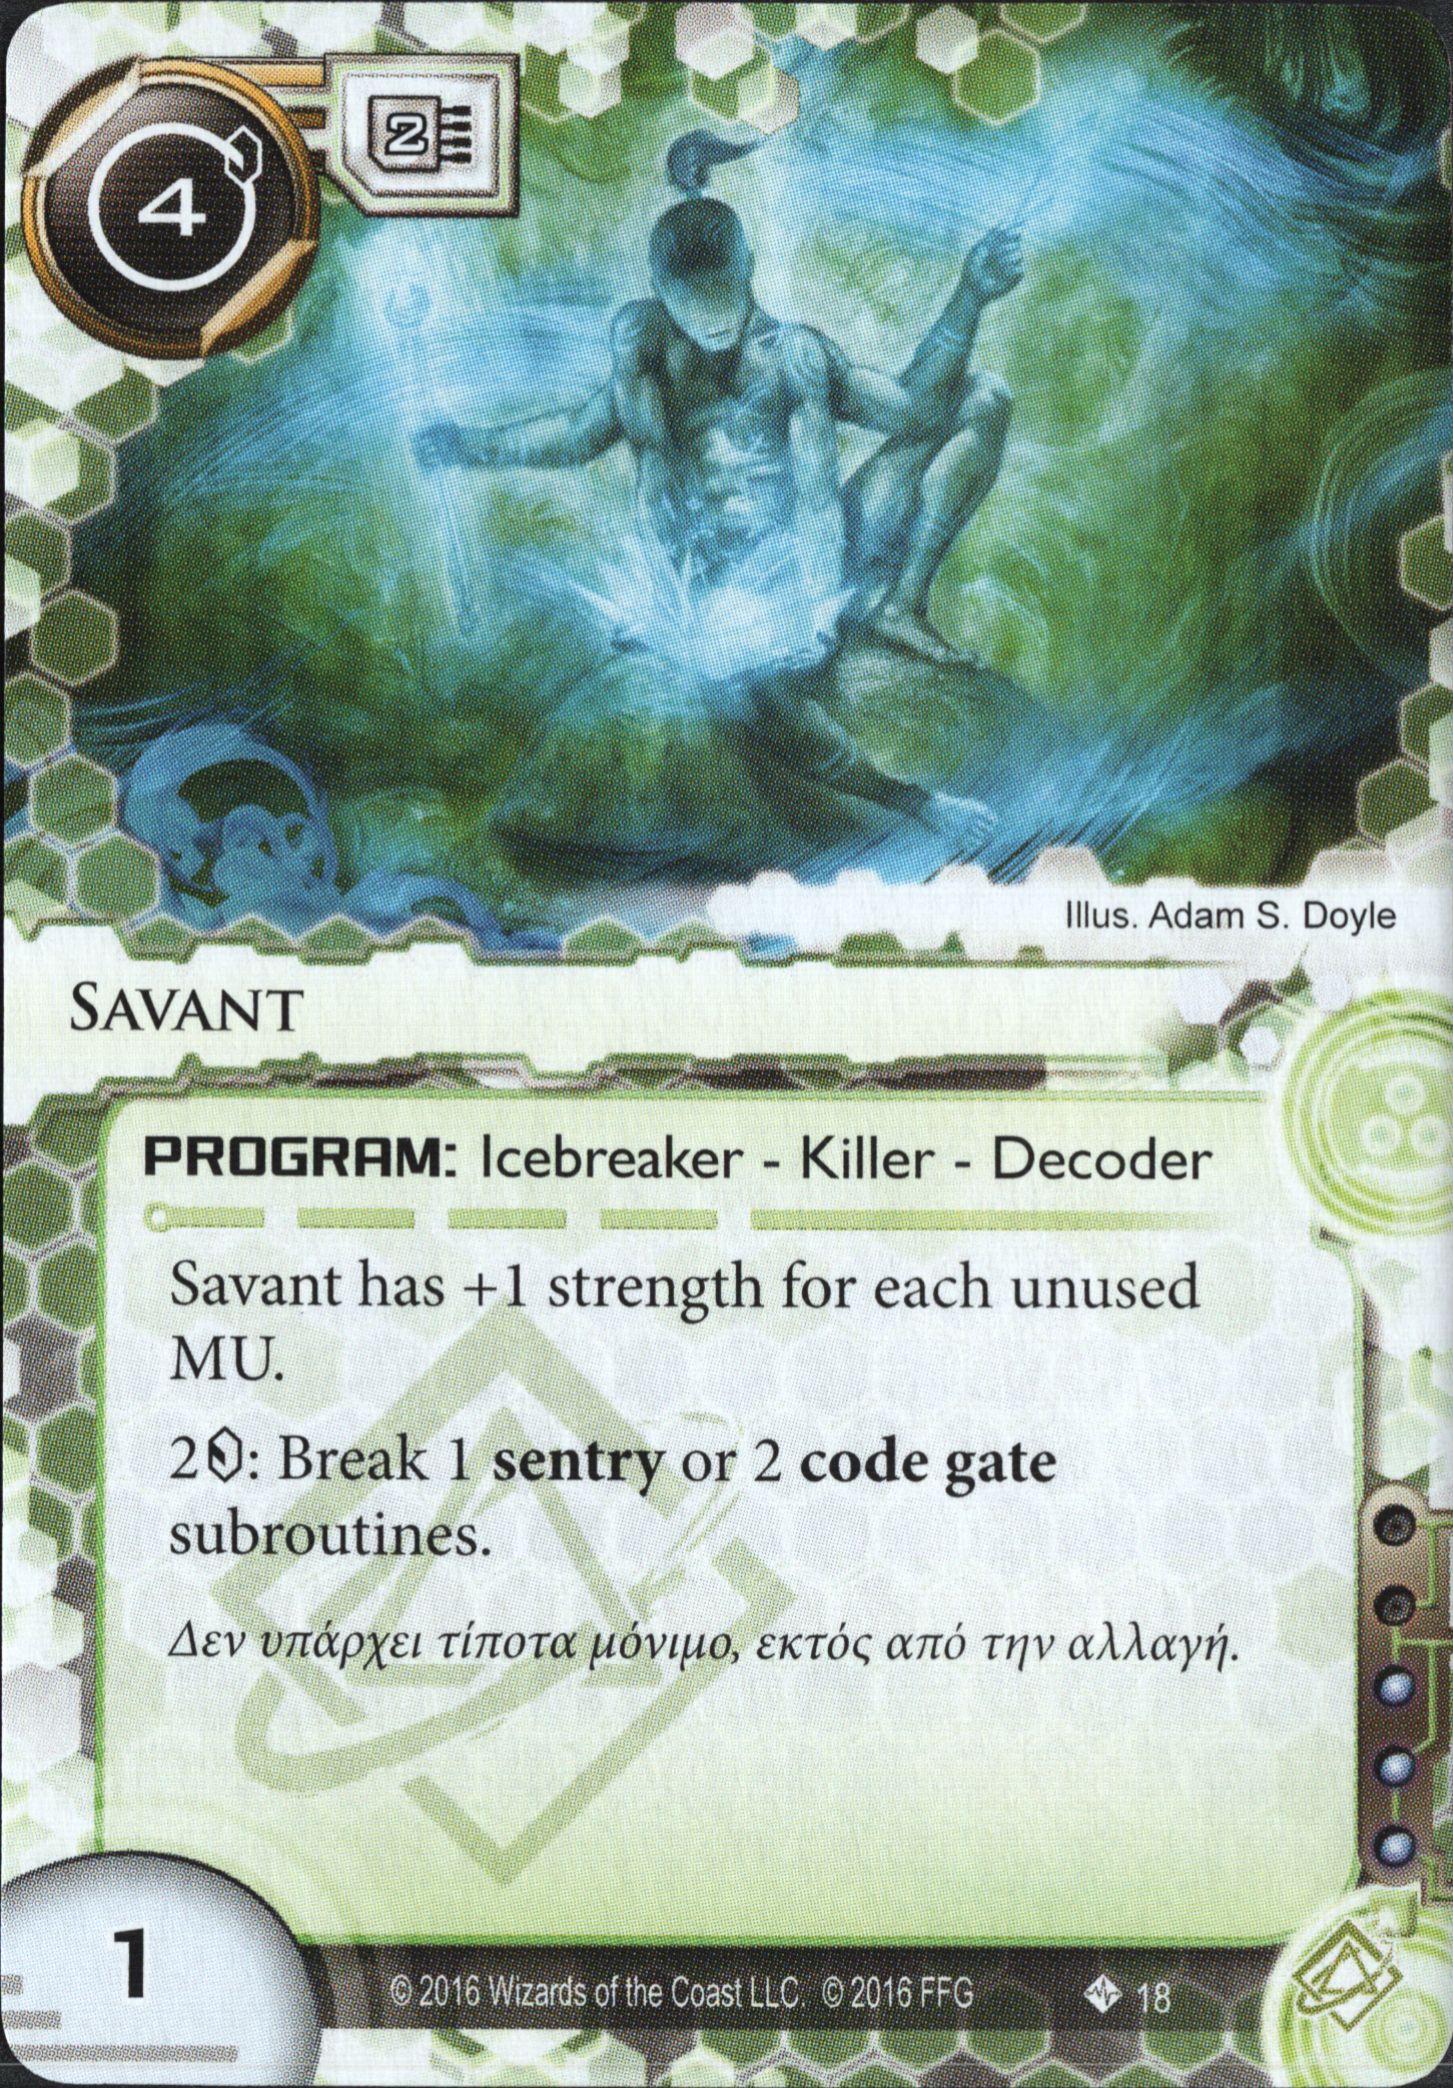 4
2
Illus. Adam S. Doyle
SAVANT
PROGRAM: Icebreaker - Killer - Decoder
Savant has +1 strength for each unused
MU.
2: Break 1 sentry or 2 code gate
subroutines.
Δεν υπάρχει τίποτα μόνιμο, εκτός από την αλλαγή.
1
© 2016 Wizards of the Coast LLC. © 2016 FFG 18